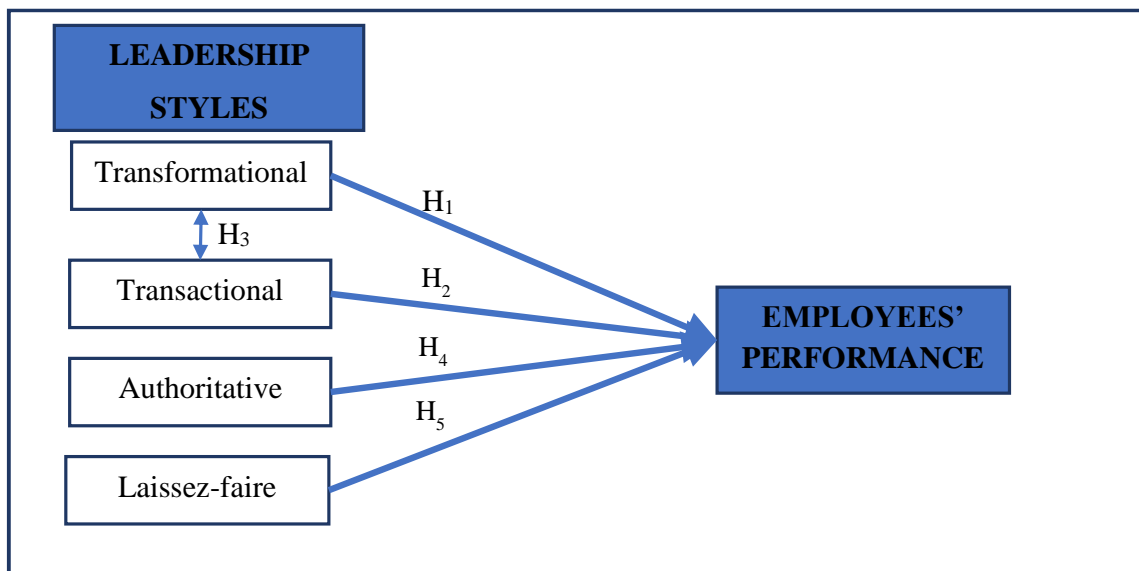 LEADERSHIP
STYLES
Transformational
H₁
H₃
Transactional
H₂
EMPLOYEES’
PERFORMANCE
H₄
Authoritative
H₅
Laissez-faire